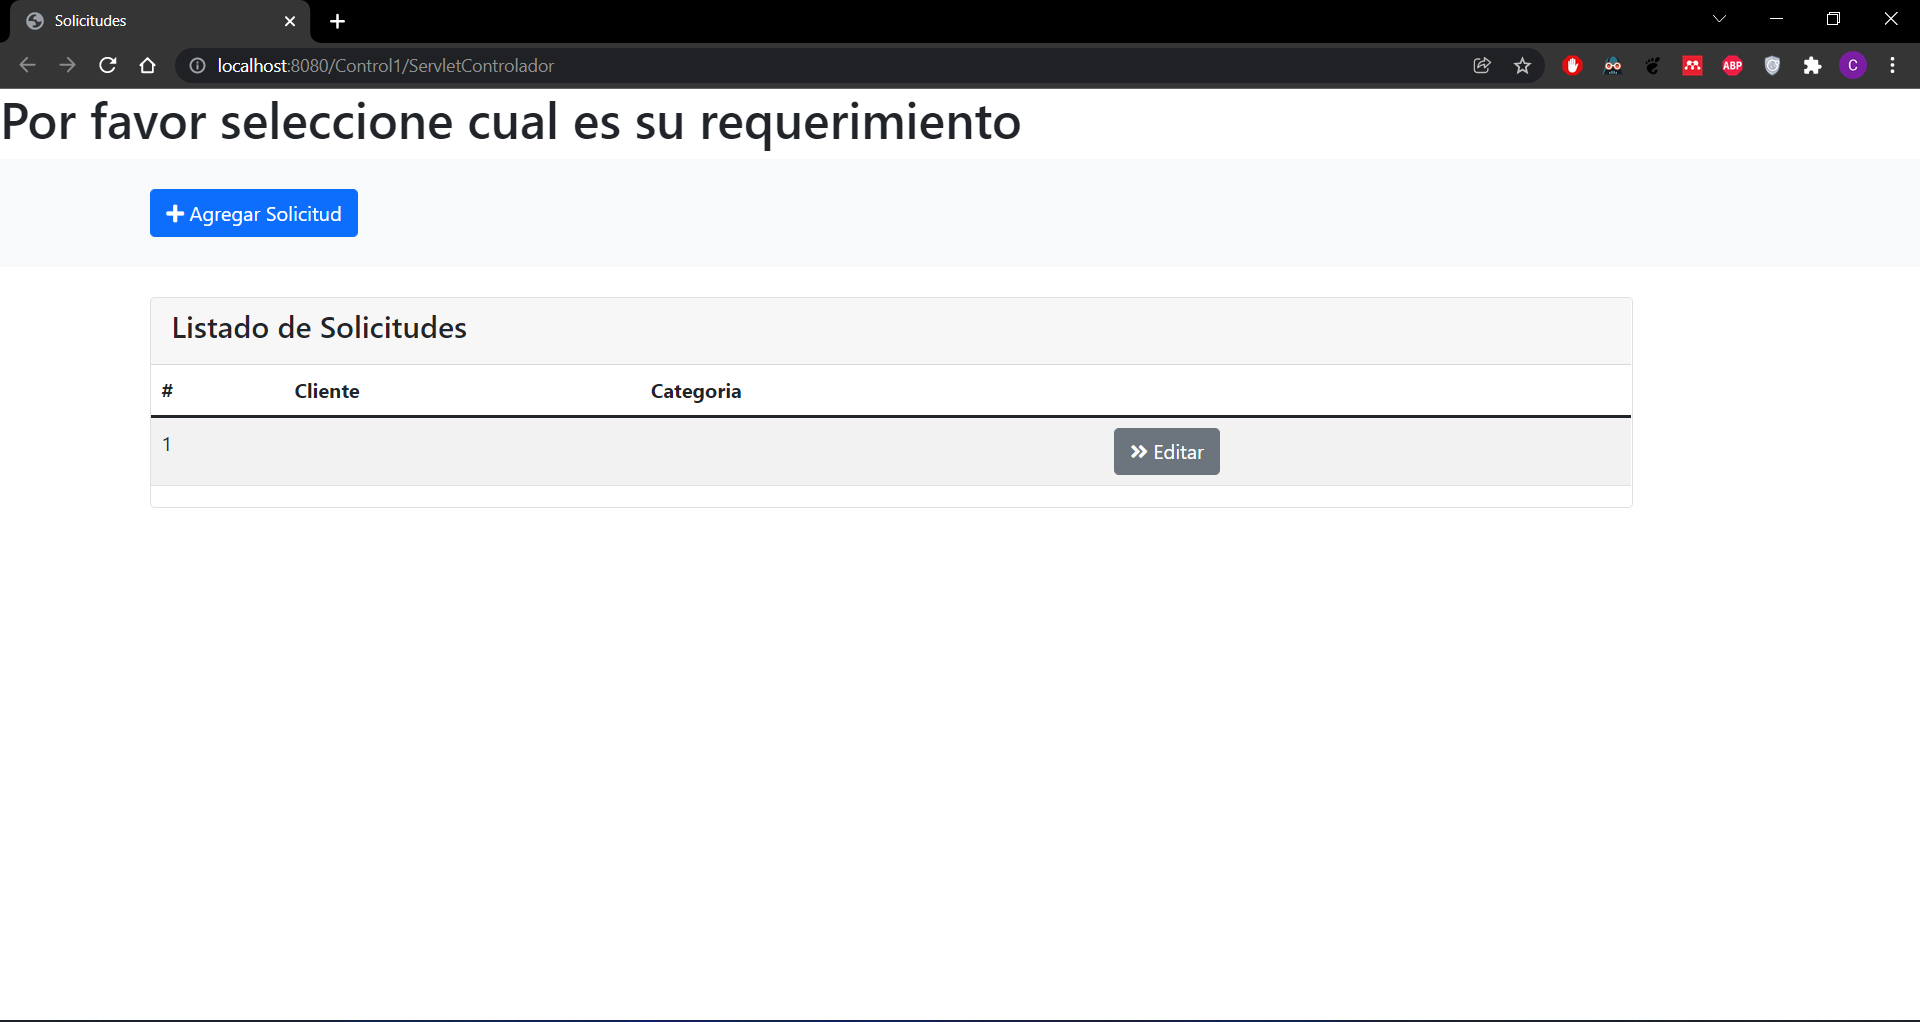 Solicitudes
localhost:8080/Control1/ServletControlador
ABP
C
Por favor seleccione cual es su requerimiento
Agregar Solicitud
Listado de Solicitudes
# Cliente Categoria
1 Editar